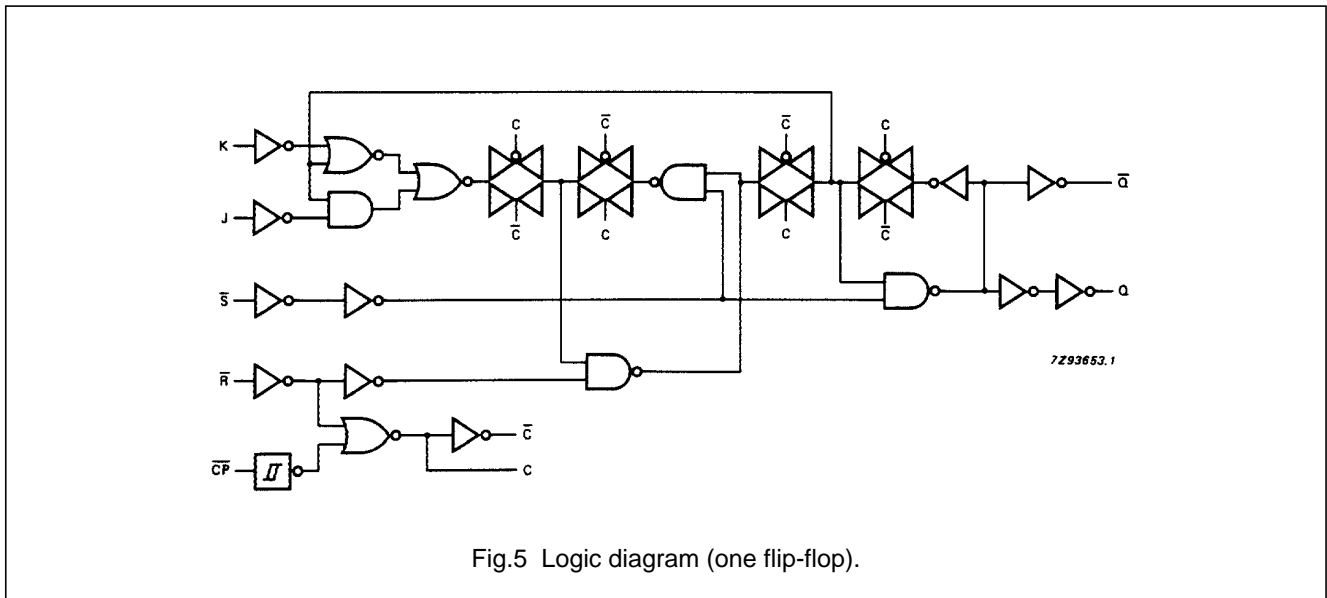 C C̅ C̅ C
K Q̅
J
C̅ C C C̅
S̅ Q
7Z93653.1
R̅
C̅
C̅P̅ C
Fig.5 Logic diagram (one flip-flop).